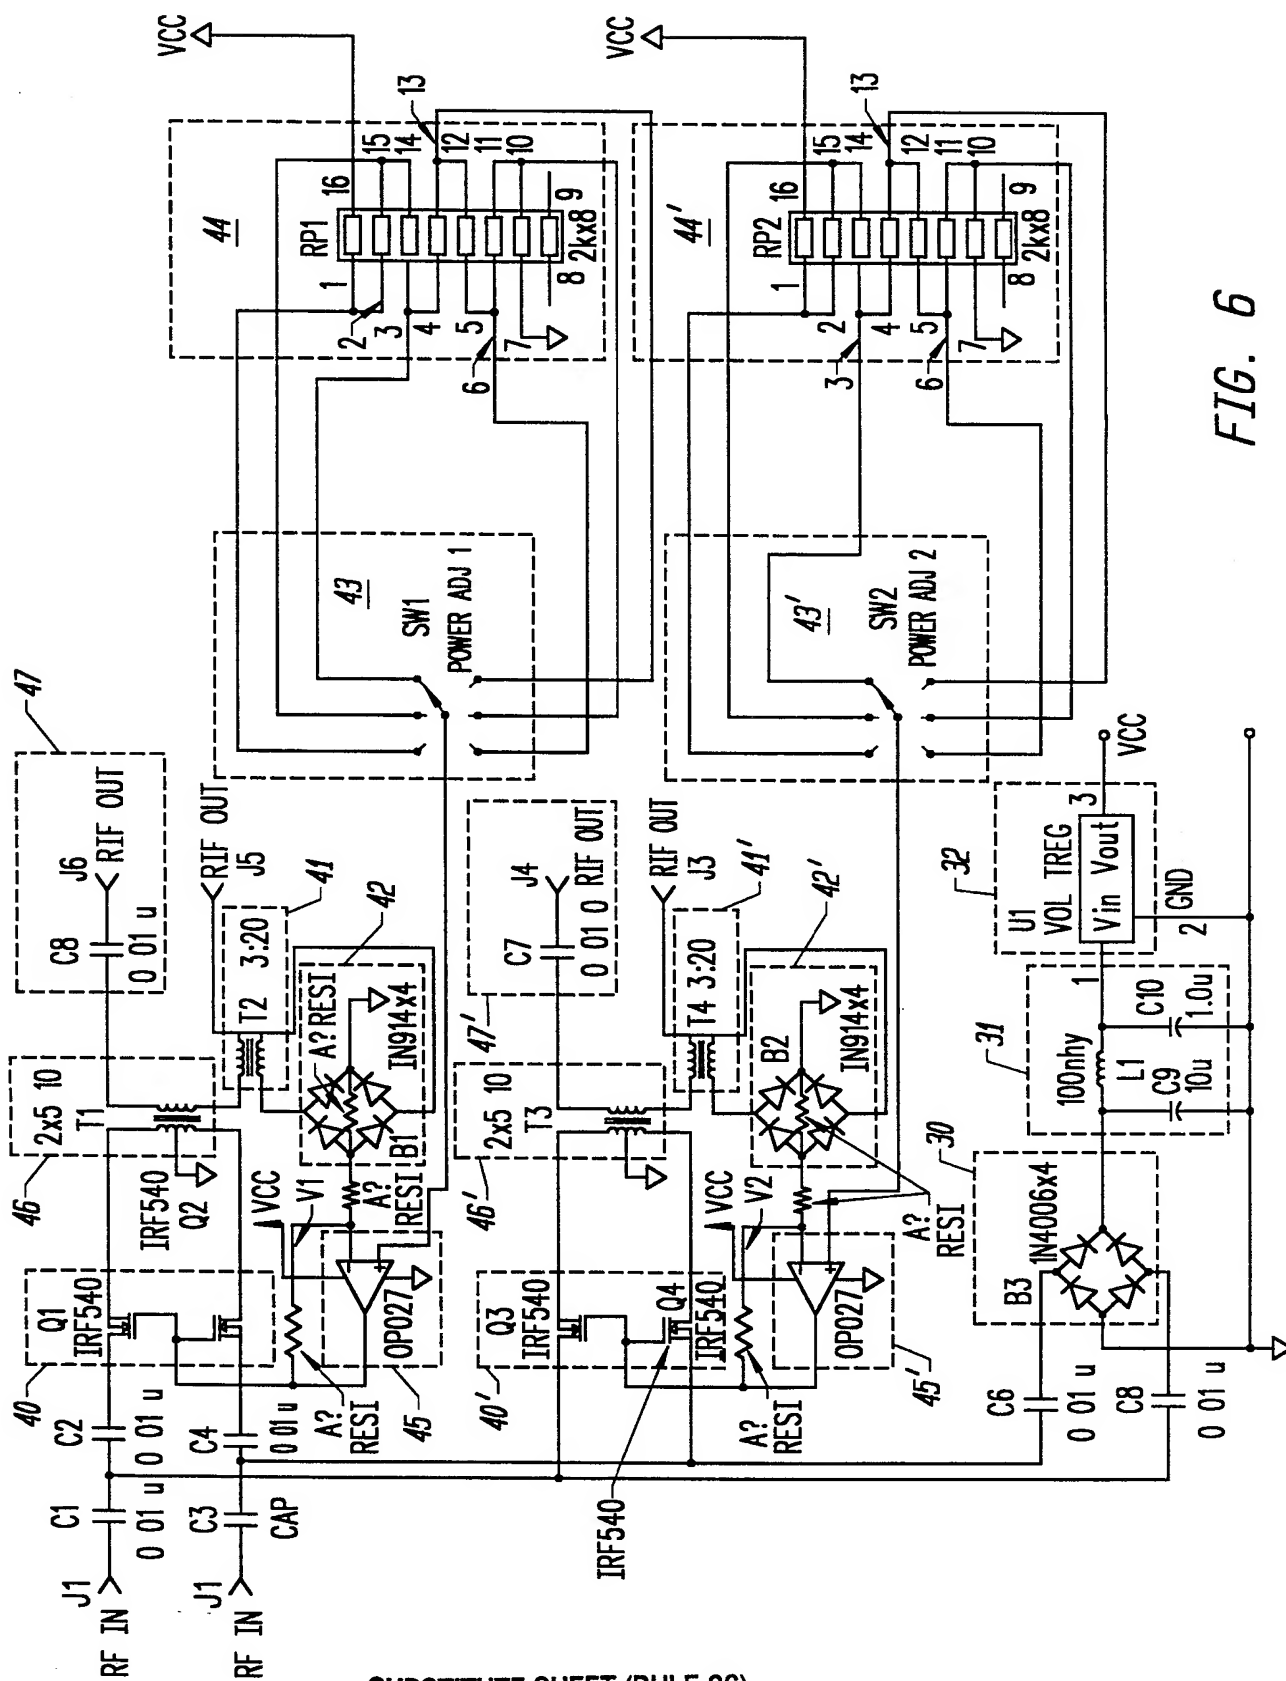 J1
RF IN
J1
RF IN
C1
0 01 u
C3
CAP
C2
0 01 u
C4
0 01 u
40
Q1
IRF540
IRF540
Q2
46
2x5 10
T1
47
C8
0 01 u
J6
RIF OUT
RIF OUT
J5
T2 3:20
41
42
A? RESI
IN914x4
B1
A?
RESI
VCC
V1
OP027
45
A?
RESI
43
SW1
POWER ADJ 1
44
RP1
1
2
3
4
5
6
7
8
16
15
14
13
12
11
10
9
2kx8
VCC
40'
Q3
IRF540
Q4
IRF540
IRF540
46'
2x5 10
T3
47'
C7
0 01 0
J4
RIF OUT
RIF OUT
J3
T4 3:20
41'
42'
B2
IN914x4
VCC
V2
OP027
45'
A?
RESI
A?
RESI
43'
SW2
POWER ADJ 2
44'
RP2
1
2
3
4
5
6
7
8
16
15
14
13
12
11
10
9
2kx8
VCC
C6
0 01 u
C8
0 01 u
30
B3
1N4006x4
31
100nhy
L1
C9
10u
C10
1.0u
32
U1
VOL TREG
Vin Vout
1
2
GND
3
VCC
FIG. 6